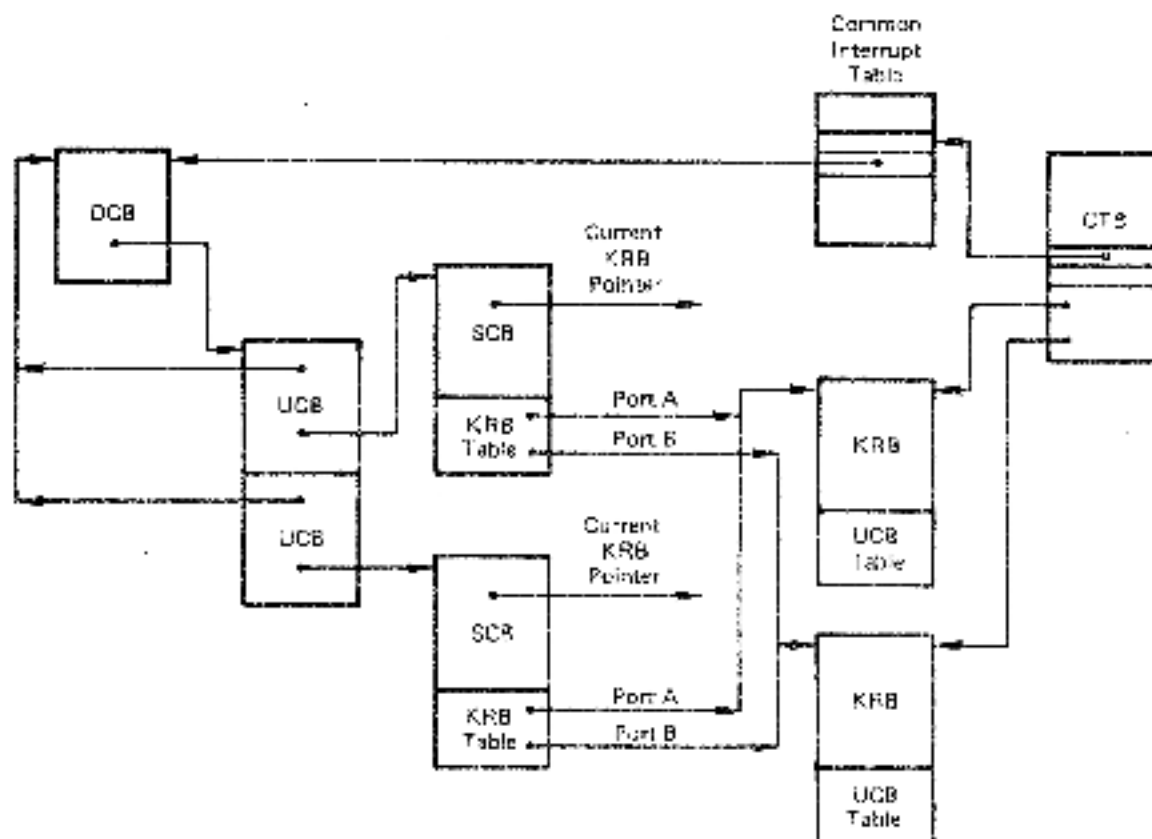 Common
Interrupt
Table
DCB
CTB
Current
KRB
Pointer
SCB
UCB
KRB
Table
Port A
Port B
KRB
UCB
Table
UCB
Current
KRB
Pointer
SCB
KRB
Table
Port A
Port B
KRB
UCB
Table